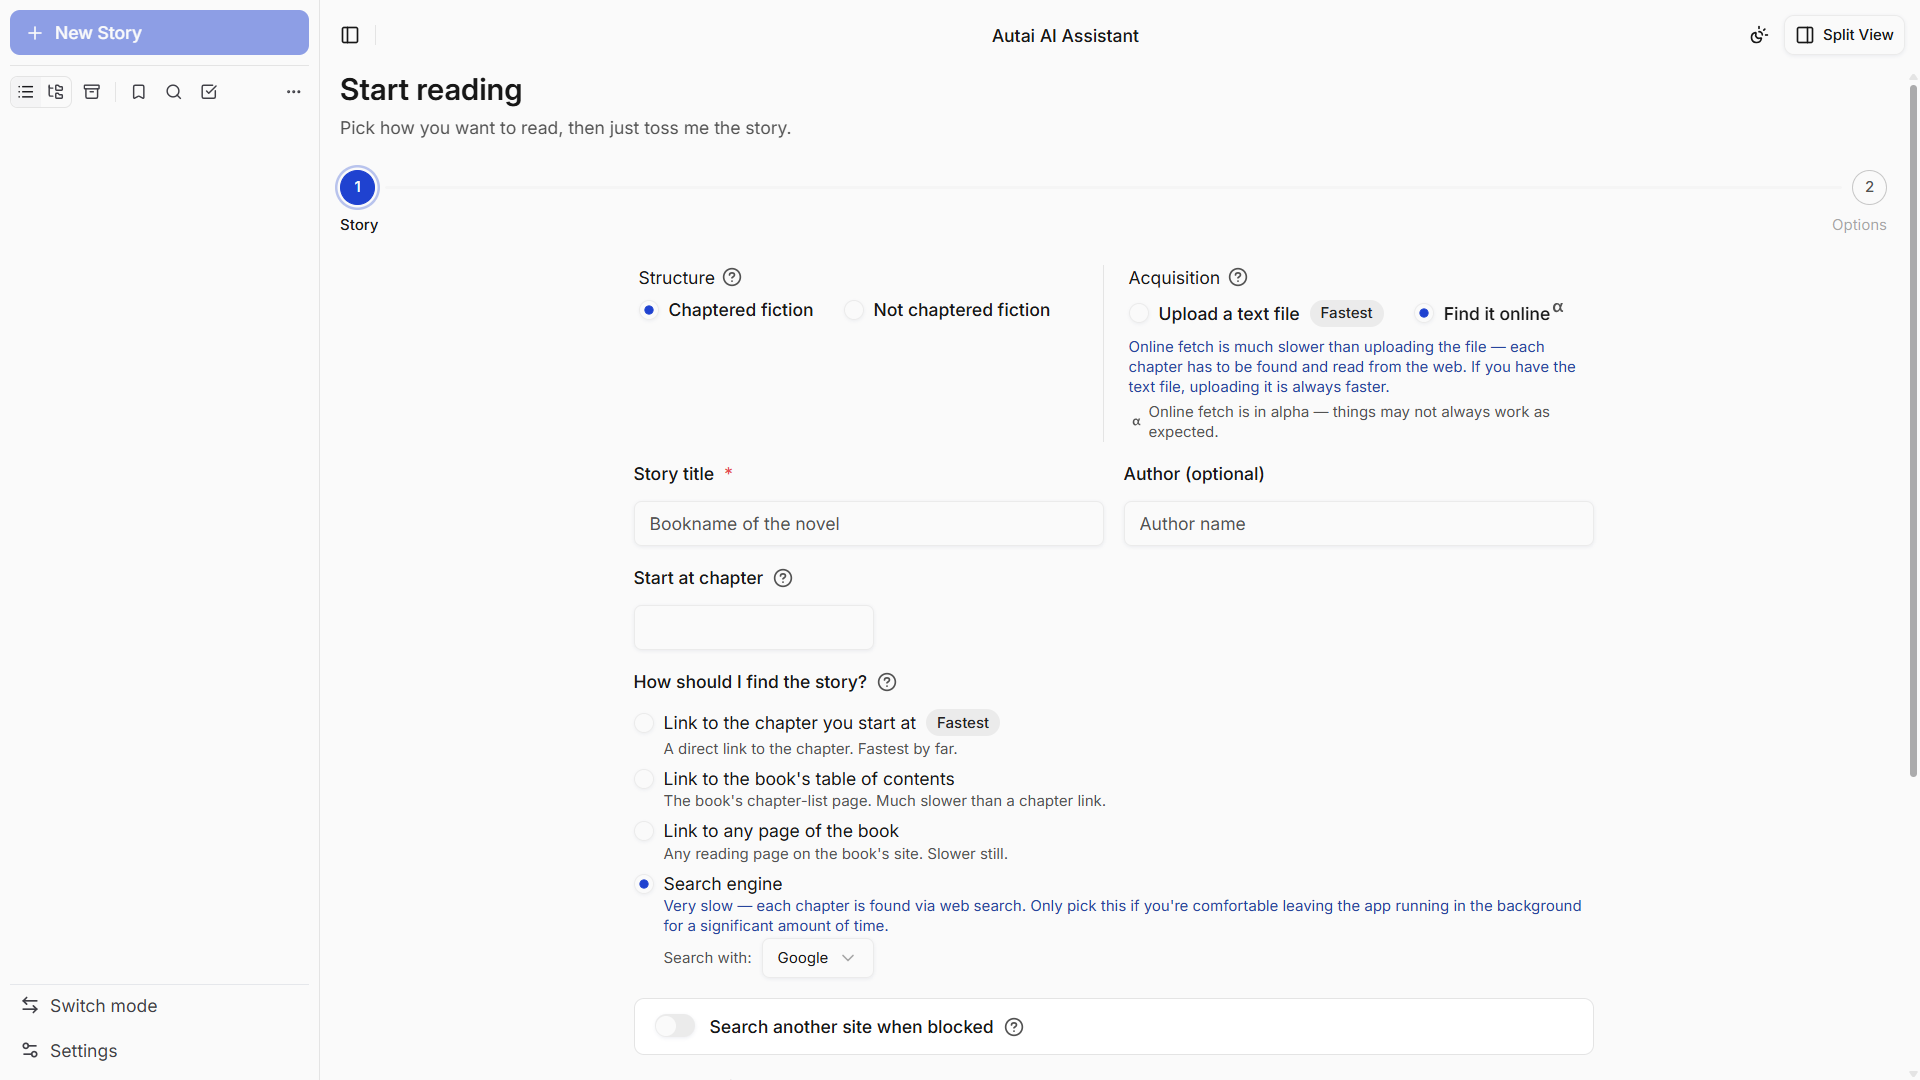 New Story
Autai AI Assistant
Split View
Start reading
Pick how you want to read, then just toss me the story.
1
2
Story
Options
Structure
Acquisition
Chaptered fiction
Not chaptered fiction
Upload a text file
Fastest
Find it online α
Online fetch is much slower than uploading the file — each
chapter has to be found and read from the web. If you have the
text file, uploading it is always faster.
α Online fetch is in alpha — things may not always work as
expected.
Story title *
Author (optional)
Bookname of the novel
Author name
Start at chapter
How should I find the story?
Link to the chapter you start at
Fastest
A direct link to the chapter. Fastest by far.
Link to the book's table of contents
The book's chapter-list page. Much slower than a chapter link.
Link to any page of the book
Any reading page on the book's site. Slower still.
Search engine
Very slow — each chapter is found via web search. Only pick this if you're comfortable leaving the app running in the background
for a significant amount of time.
Search with:
Google
Search another site when blocked
Switch mode
Settings